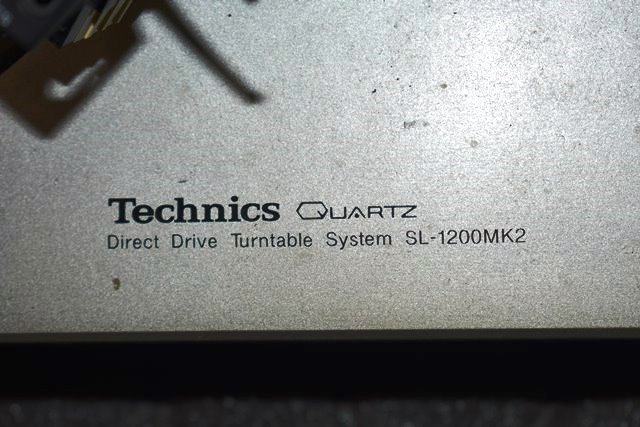 Technics QUARTZ
Direct Drive Turntable System SL-1200MK2